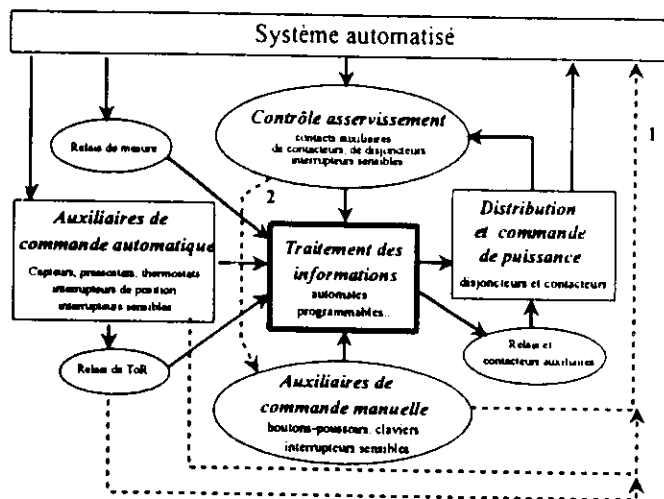 Système automatisé
Contrôle asservissement
contacts auxiliaires
de contacteurs, de disjoncteurs
interrupteurs sensibles
1
Relais de mesure
2
Auxiliaires de
commande automatique
Capteurs, pressostats, thermostats
interrupteurs de position
interrupteurs sensibles
Traitement des
informations
automates
programmables...
Distribution
et commande
de puissance
disjoncteurs et contacteurs
Relais de ToR
Relais et
contacteurs auxiliaires
Auxiliaires de
commande manuelle
boutons-poussoirs, claviers
interrupteurs sensibles